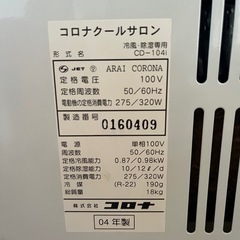 コロナクールサロン
冷風・除湿専用
形式名 CD-104i
JET ARAI CORONA
定格電圧 100V
定格周波数 50/60Hz
電動機の定格消費電力 275/320W
製造番号 0160409
電源 単相100V
周波数 50/60Hz
定格冷風能力 0.87/0.98kW
定格除湿能力 10/12ℓ/d
定格消費電力 275/320W
冷媒 (R-22) 190g
総質量 18kg
株式会社コロナ
04年製